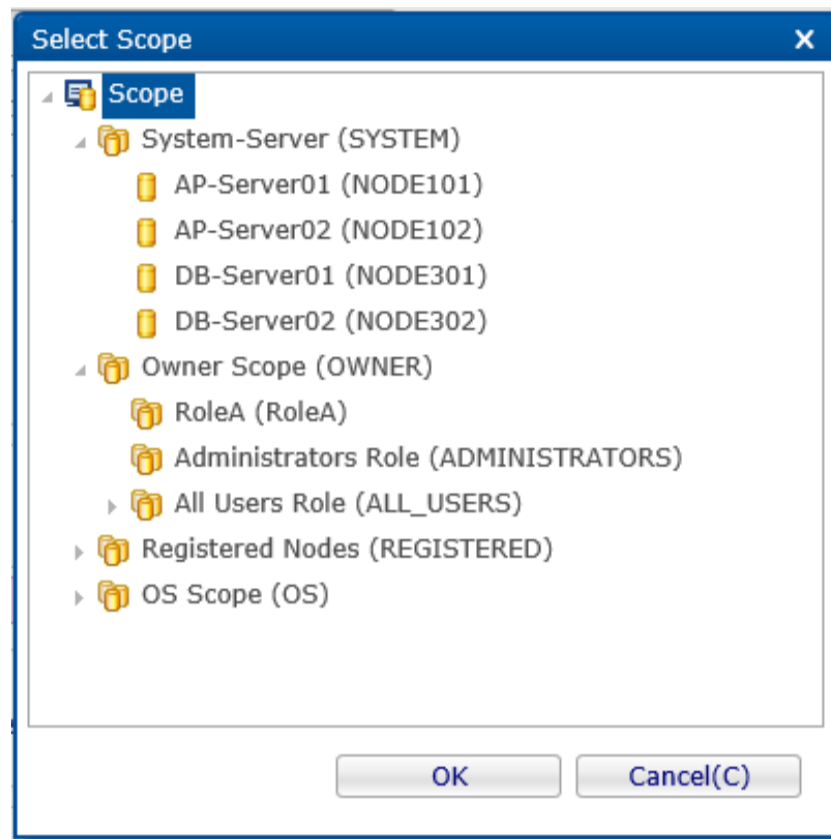 Select Scope
Scope
System-Server (SYSTEM)
AP-Server01 (NODE101)
AP-Server02 (NODE102)
DB-Server01 (NODE301)
DB-Server02 (NODE302)
Owner Scope (OWNER)
RoleA (RoleA)
Administrators Role (ADMINISTRATORS)
All Users Role (ALL_USERS)
Registered Nodes (REGISTERED)
OS Scope (OS)
OK Cancel(C)